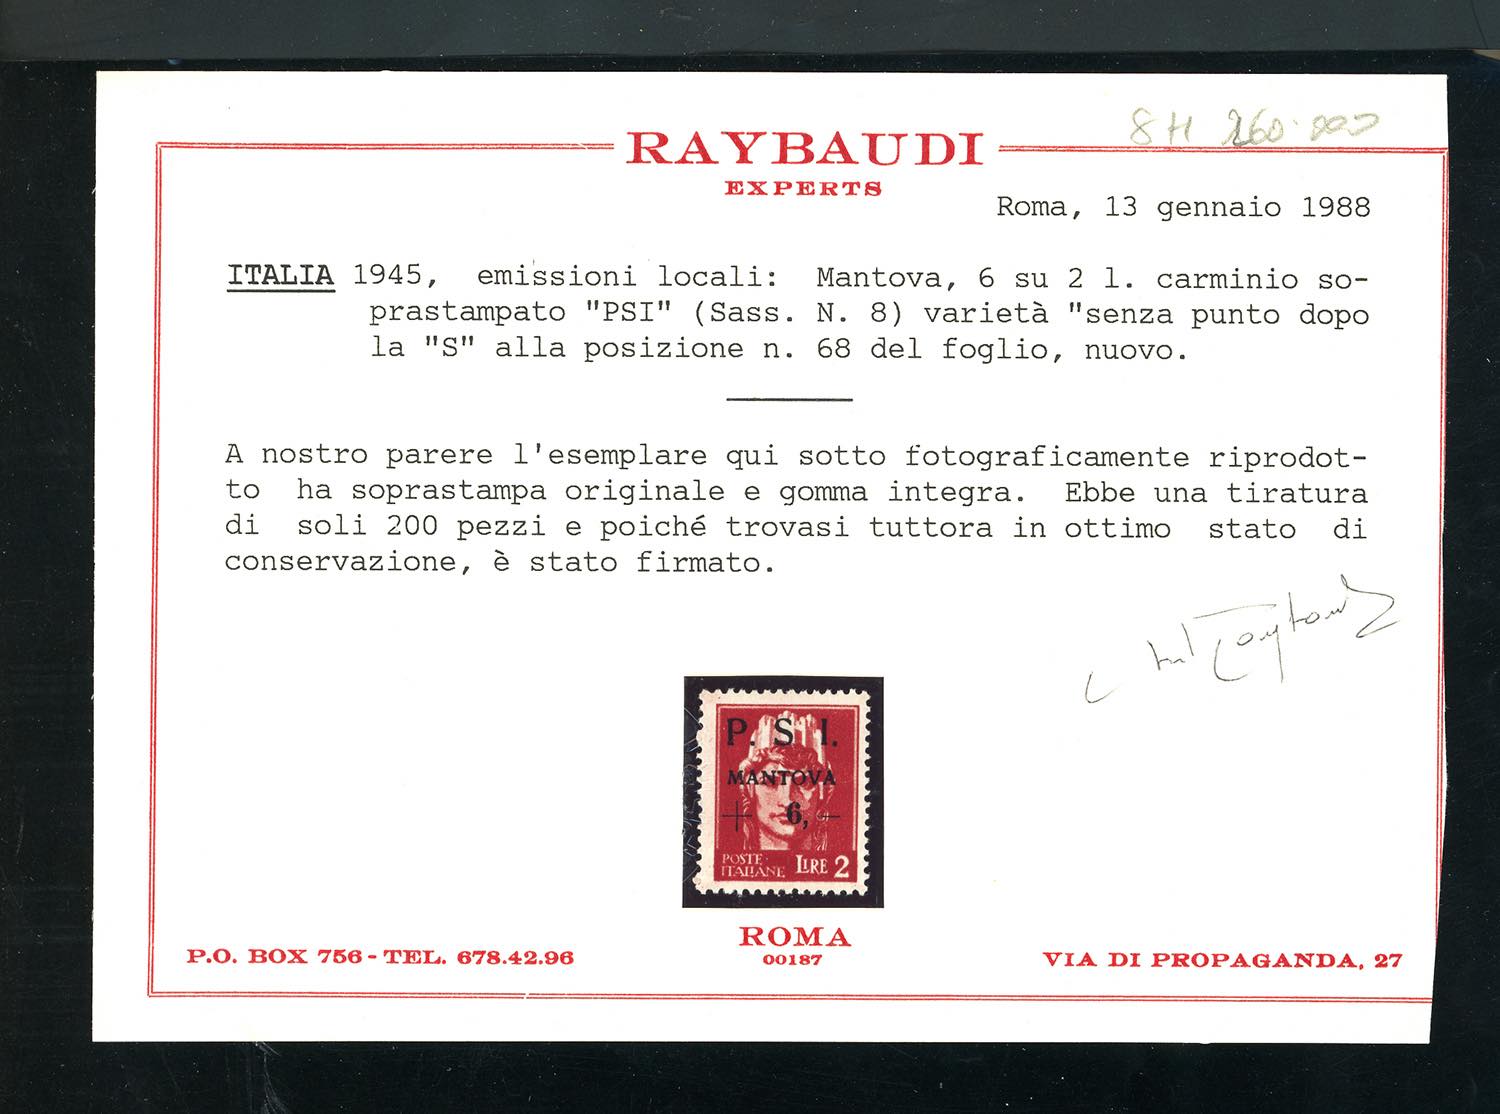 8H 260.000
RAYBAUDI
EXPERTS
Roma, 13 gennaio 1988
ITALIA 1945, emissioni locali: Mantova, 6 su 2 l. carminio so-
prastampato "PSI" (Sass. N. 8) varietà "senza punto dopo
la "S" alla posizione n. 68 del foglio, nuovo.
A nostro parere l'esemplare qui sotto fotograficamente riprodot-
to ha soprastampa originale e gomma integra. Ebbe una tiratura
di soli 200 pezzi e poiché trovasi tuttora in ottimo stato di
conservazione, è stato firmato.
P. S I.
MANTOVA
+ 6,-
POSTE
ITALIANE LIRE 2
ROMA
00187
P.O. BOX 756 - TEL. 678.42.96
VIA DI PROPAGANDA, 27